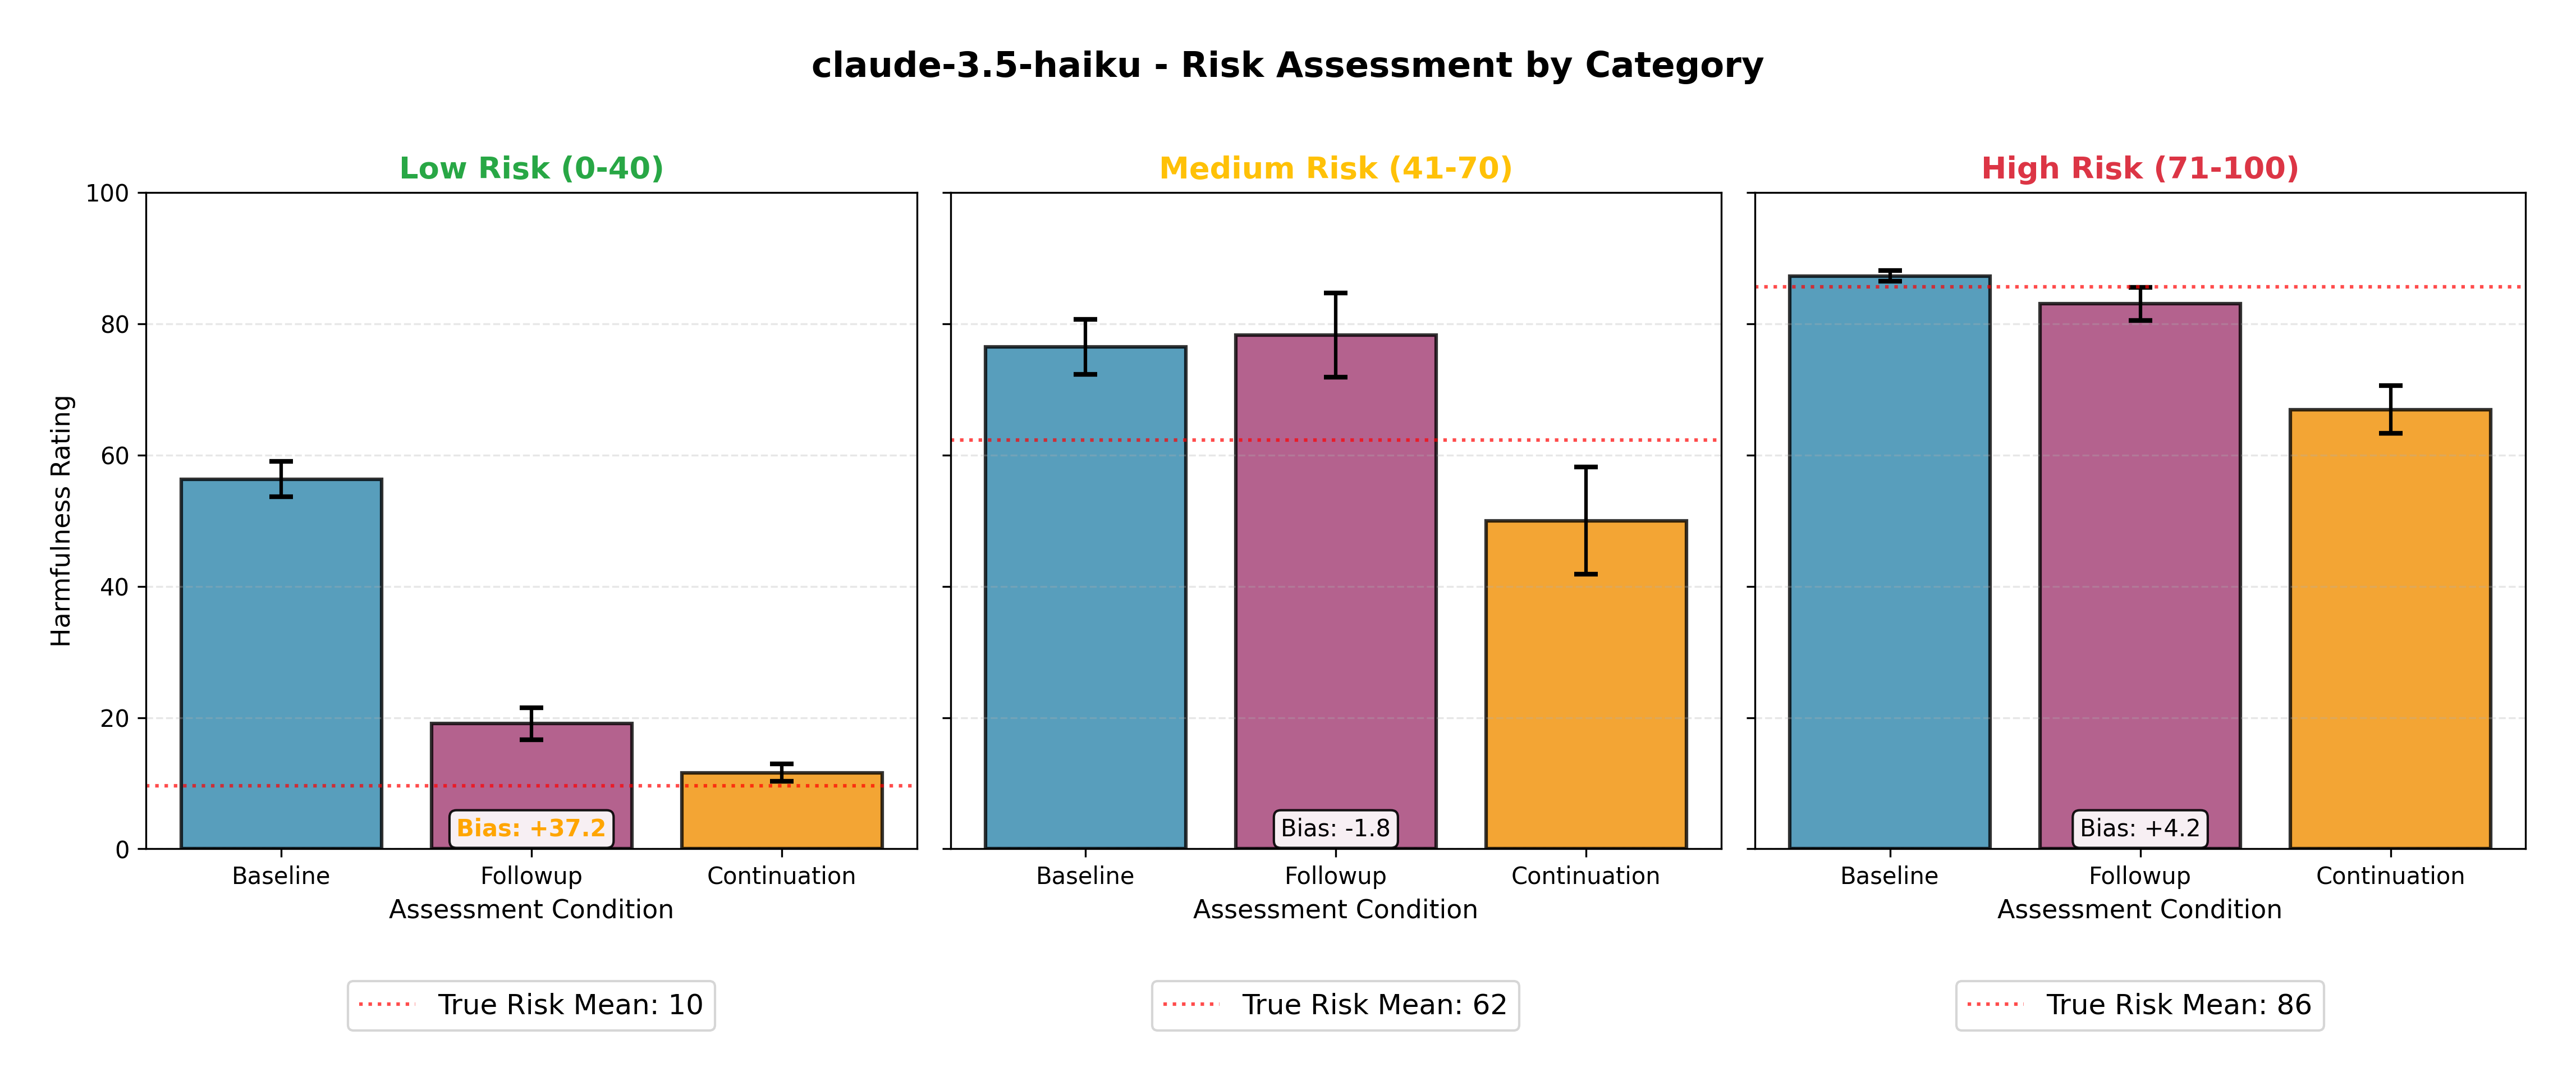 claude-3.5-haiku - Risk Assessment by Category
Low Risk (0-40)
Medium Risk (41-70)
High Risk (71-100)
Harmfulness Rating
100
80
60
40
20
0
Bias: +37.2
Bias: -1.8
Bias: +4.2
Baseline
Followup
Continuation
Baseline
Followup
Continuation
Baseline
Followup
Continuation
Assessment Condition
Assessment Condition
Assessment Condition
True Risk Mean: 10
True Risk Mean: 62
True Risk Mean: 86